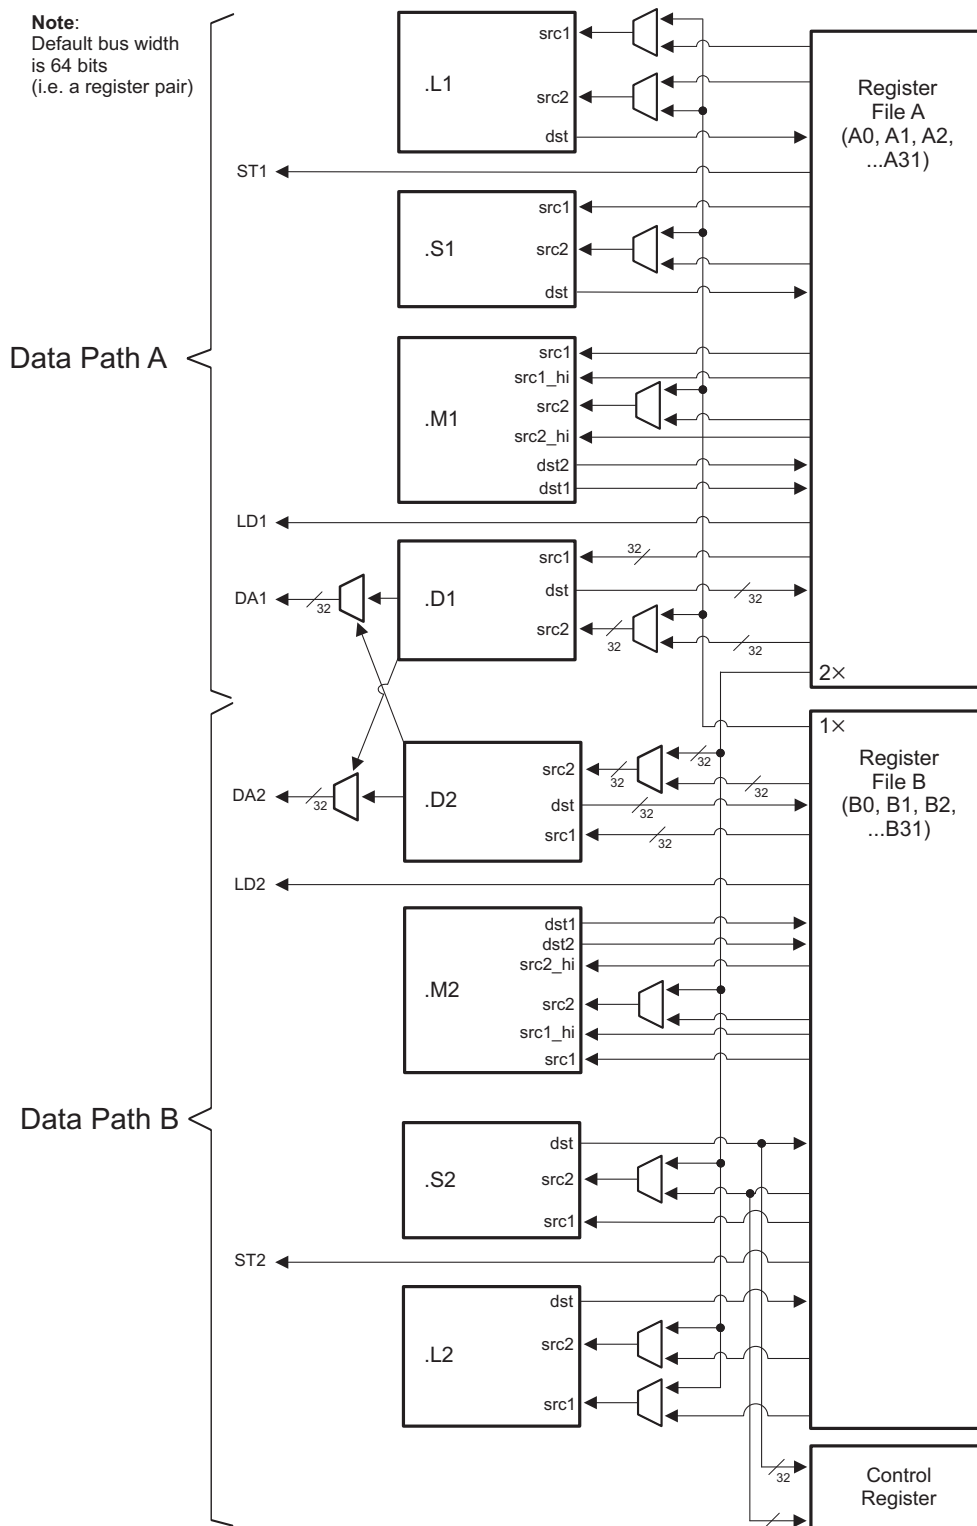 Note:
Default bus width
is 64 bits
(i.e. a register pair)
src1
.L1
src2
dst
Register
File A
(A0, A1, A2,
...A31)
ST1
src1
.S1
src2
dst
Data Path A
src1
src1_hi
.M1
src2
src2_hi
dst2
dst1
LD1
src1
32
.D1
dst
32
DA1
32
src2
32
32
2×
1×
Register
File B
(B0, B1, B2,
...B31)
src2
32
32
32
.D2
DA2
32
dst
32
src1
32
LD2
dst1
dst2
src2_hi
.M2
src2
src1_hi
src1
Data Path B
dst
.S2
src2
src1
ST2
dst
.L2
src2
src1
32
Control
Register